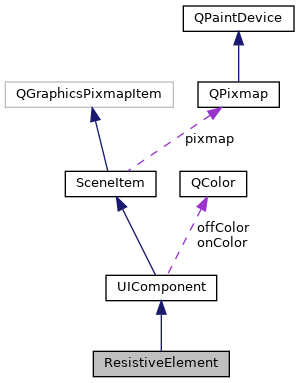 QPaintDevice
QGraphicsPixmapItem
QPixmap
pixmap
SceneItem
QColor
offColor
onColor
UIComponent
ResistiveElement